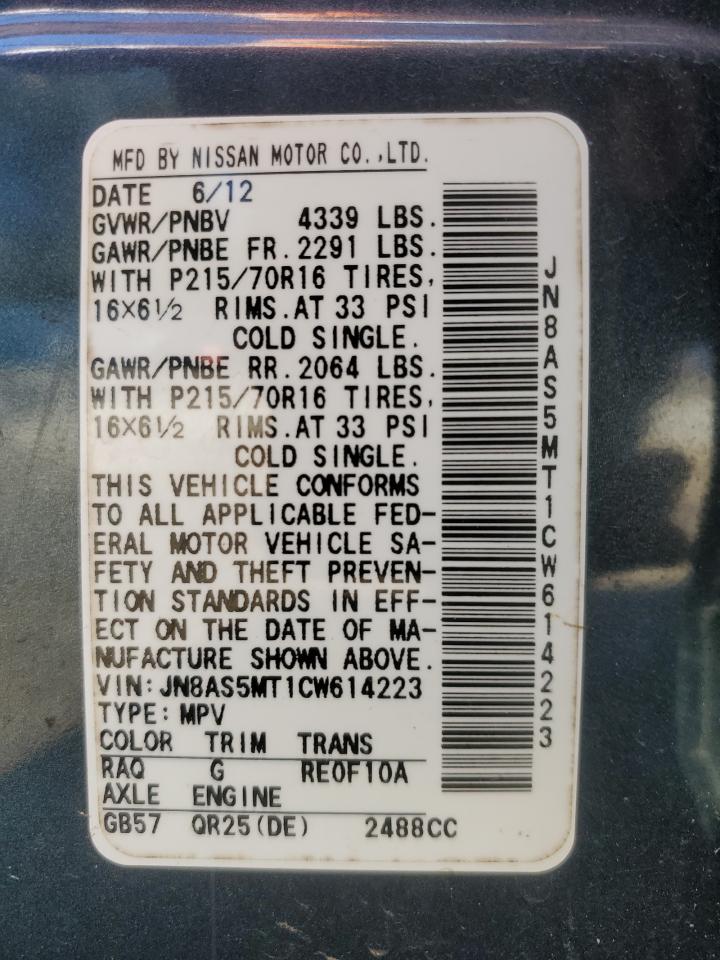 MFD BY NISSAN MOTOR CO.,LTD.
DATE 6/12
GVWR/PNBV 4339 LBS.
GAWR/PNBE FR.2291 LBS.
WITH P215/70R16 TIRES,
16X6½ RIMS.AT 33 PSI
COLD SINGLE.
GAWR/PNBE RR.2064 LBS.
WITH P215/70R16 TIRES,
16X6½ RIMS.AT 33 PSI
COLD SINGLE.
THIS VEHICLE CONFORMS
TO ALL APPLICABLE FED-
ERAL MOTOR VEHICLE SA-
FETY AND THEFT PREVEN-
TION STANDARDS IN EFF-
ECT ON THE DATE OF MA-
NUFACTURE SHOWN ABOVE.
VIN:JN8AS5MT1CW614223
TYPE:MPV
COLOR TRIM TRANS
RAQ G RE0F10A
AXLE ENGINE
GB57 QR25(DE) 2488CC
JN8AS5MT1CW614223